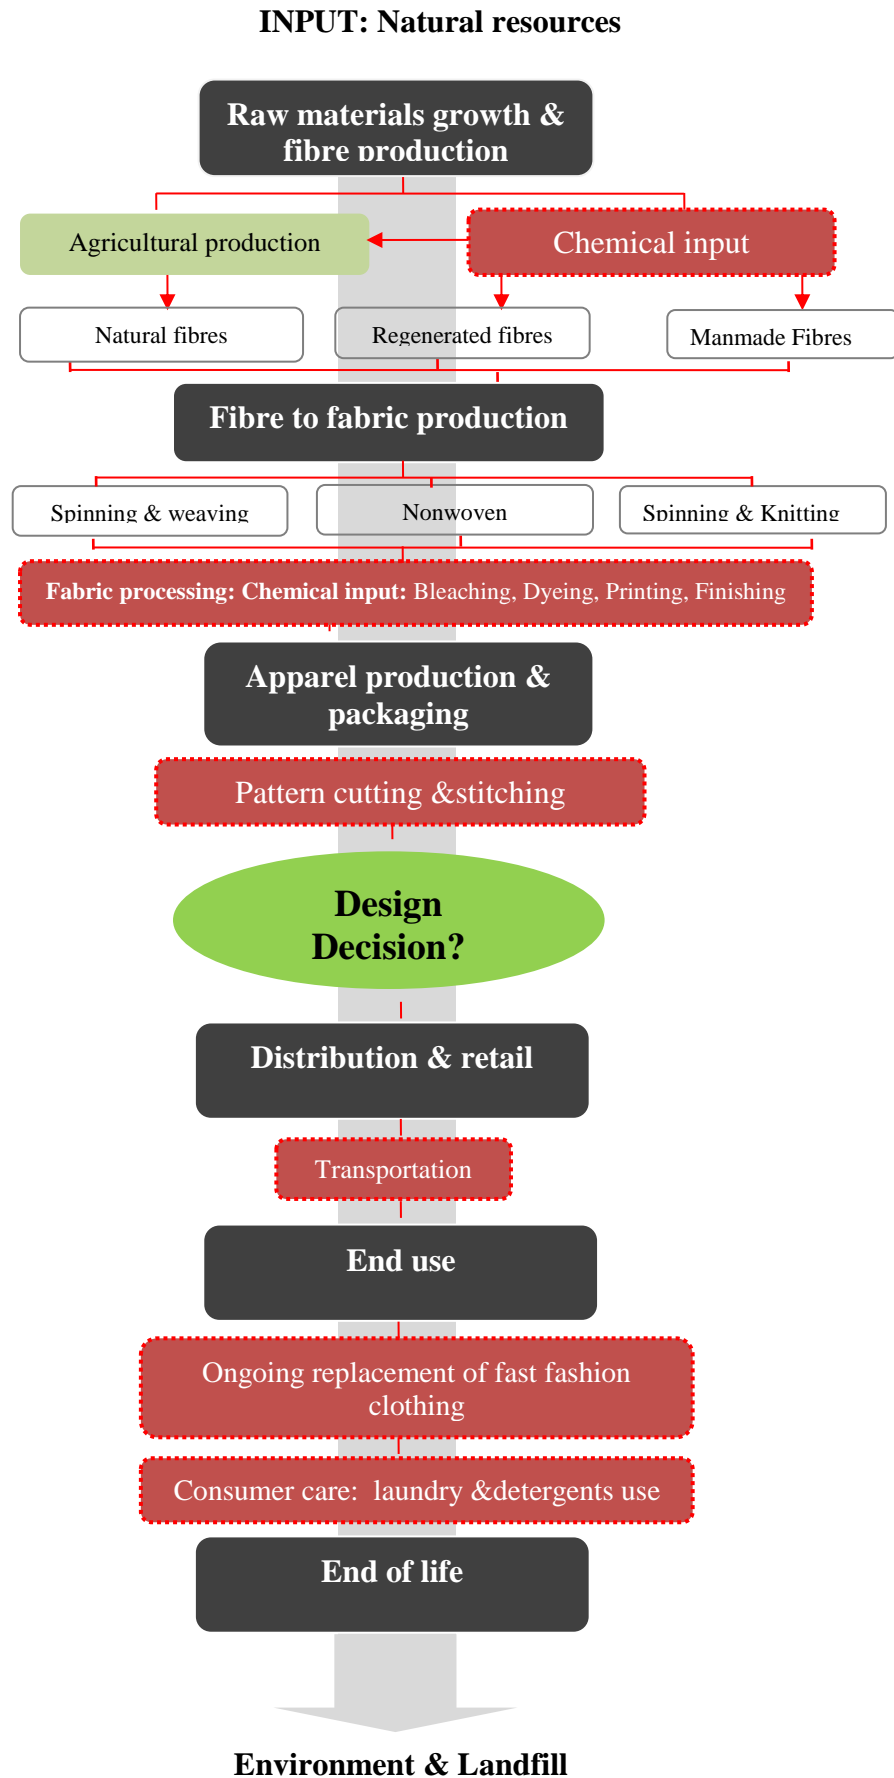 INPUT: Natural resources
Raw materials growth &
fibre production
Agricultural production
Chemical input
Natural fibres
Regenerated fibres
Manmade Fibres
Fibre to fabric production
Spinning & weaving
Nonwoven
Spinning & Knitting
Fabric processing: Chemical input: Bleaching, Dyeing, Printing, Finishing
Apparel production &
packaging
Pattern cutting &stitching
Design
Decision?
Distribution & retail
Transportation
End use
Ongoing replacement of fast fashion
clothing
Consumer care:  laundry &detergents use
End of life
Environment & Landfill